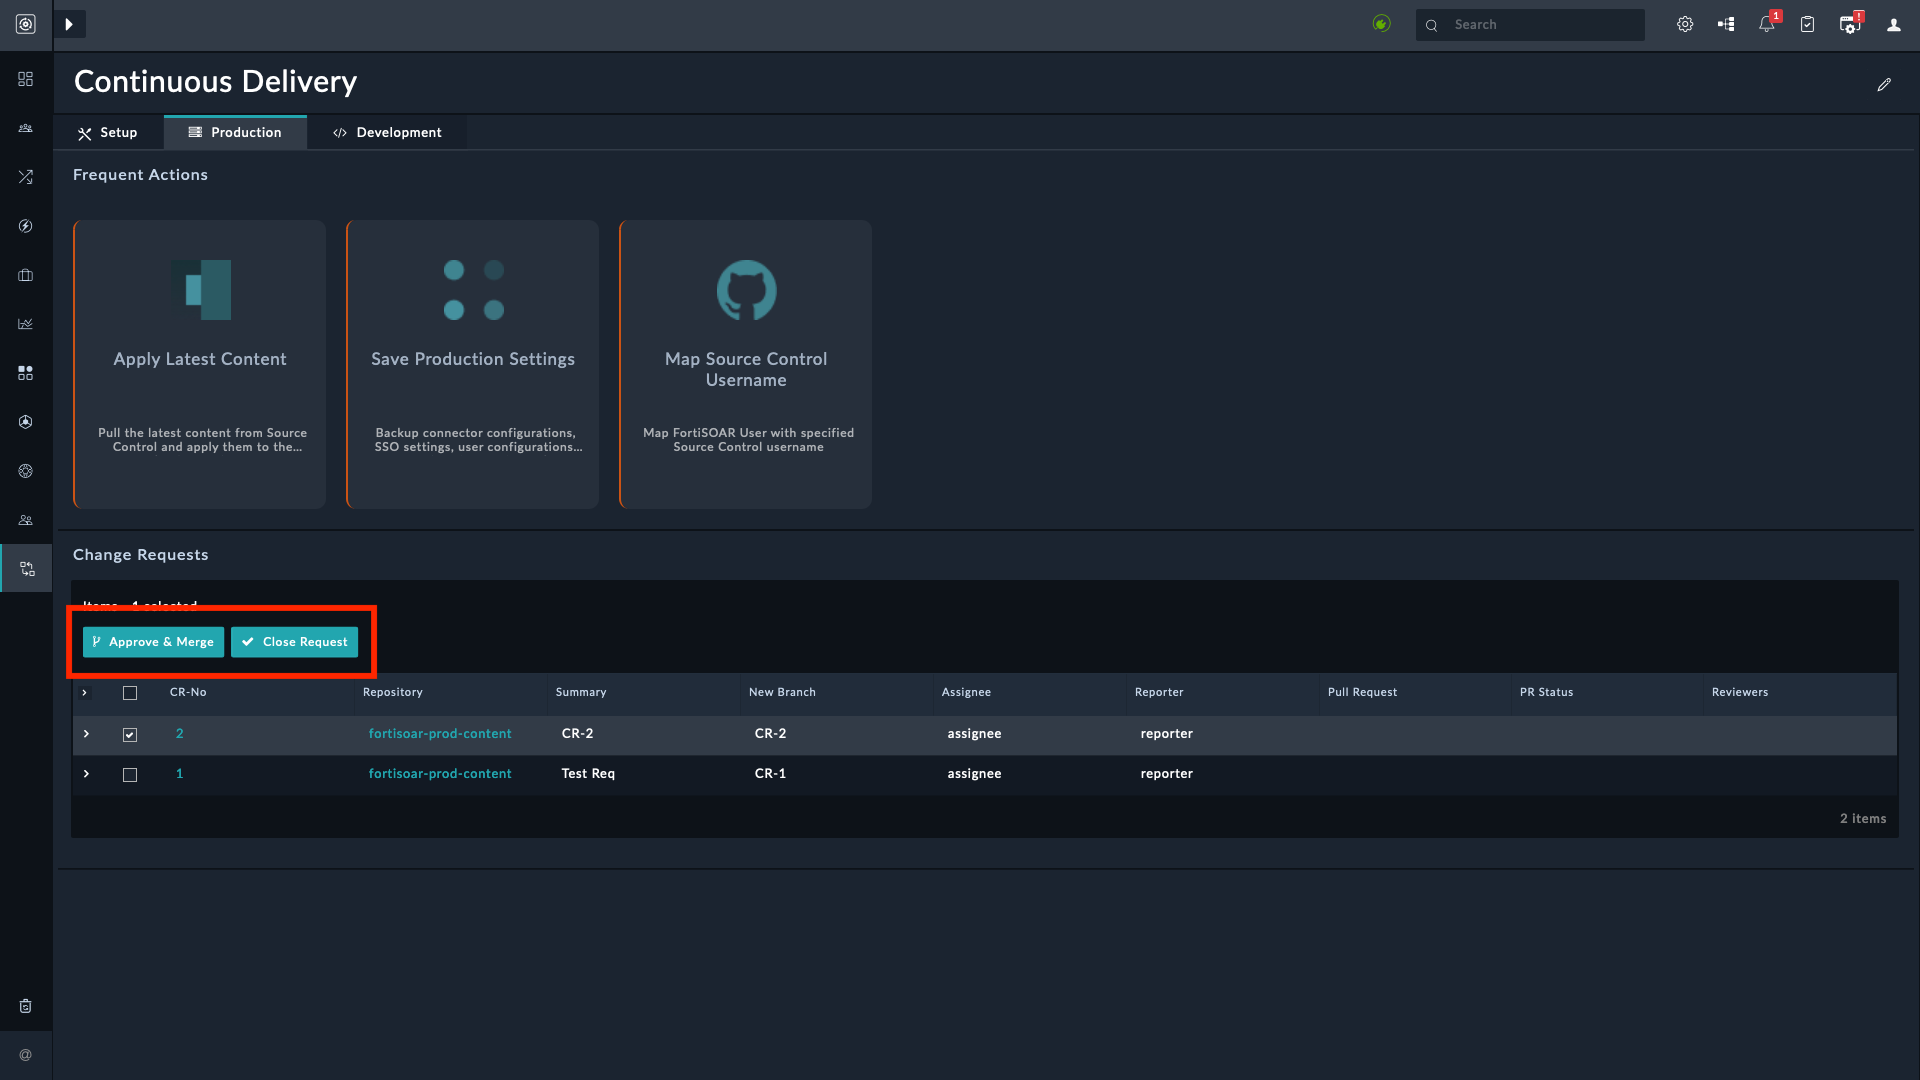 Search
1
!
Continuous Delivery
Setup
Production
Development
Frequent Actions
Apply Latest Content
Pull the latest content from Source
Control and apply them to the...
Save Production Settings
Backup connector configurations,
SSO settings, user configurations...
Map Source Control
Username
Map FortiSOAR User with specified
Source Control username
Change Requests
Items - 1 selected
Approve & Merge
Close Request
CR-No Repository Summary New Branch Assignee Reporter Pull Request PR Status Reviewers
2 fortisoar-prod-content CR-2 CR-2 assignee reporter
1 fortisoar-prod-content Test Req CR-1 assignee reporter
2 items
@